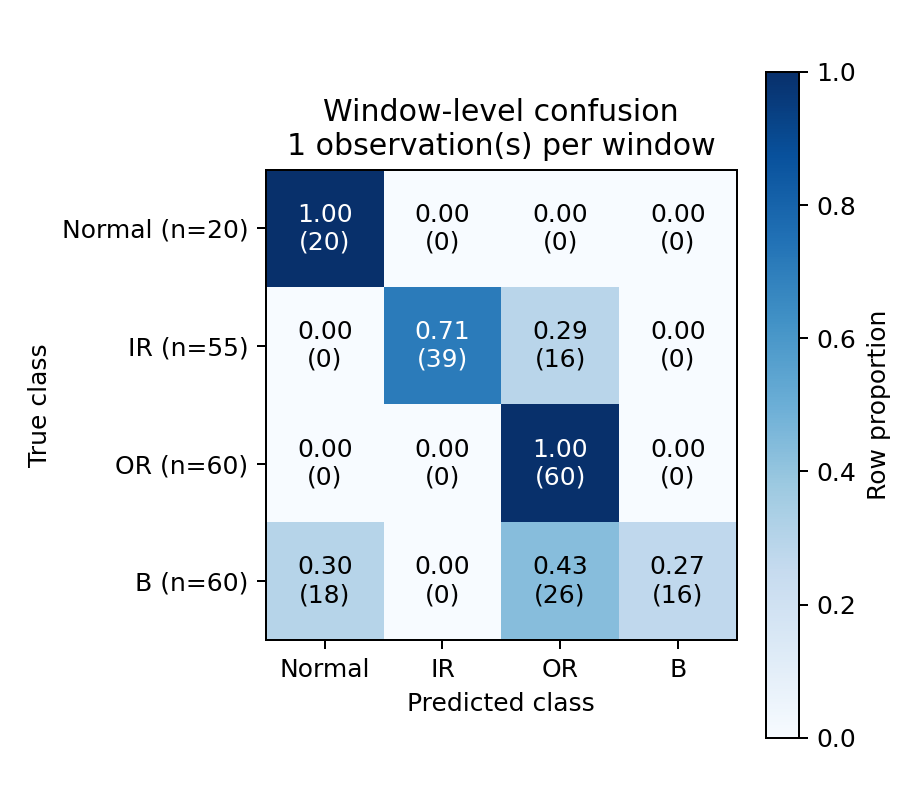 Window-level confusion
1 observation(s) per window
Normal (n=20)
1.00 0.00 0.00 0.00
(20) (0) (0) (0)
IR (n=55)
0.00 0.71 0.29 0.00
(0) (39) (16) (0)
OR (n=60)
0.00 0.00 1.00 0.00
(0) (0) (60) (0)
B (n=60)
0.30 0.00 0.43 0.27
(18) (0) (26) (16)
Normal IR OR B
Predicted class
True class
1.0
0.8
0.6
0.4
0.2
0.0
Row proportion